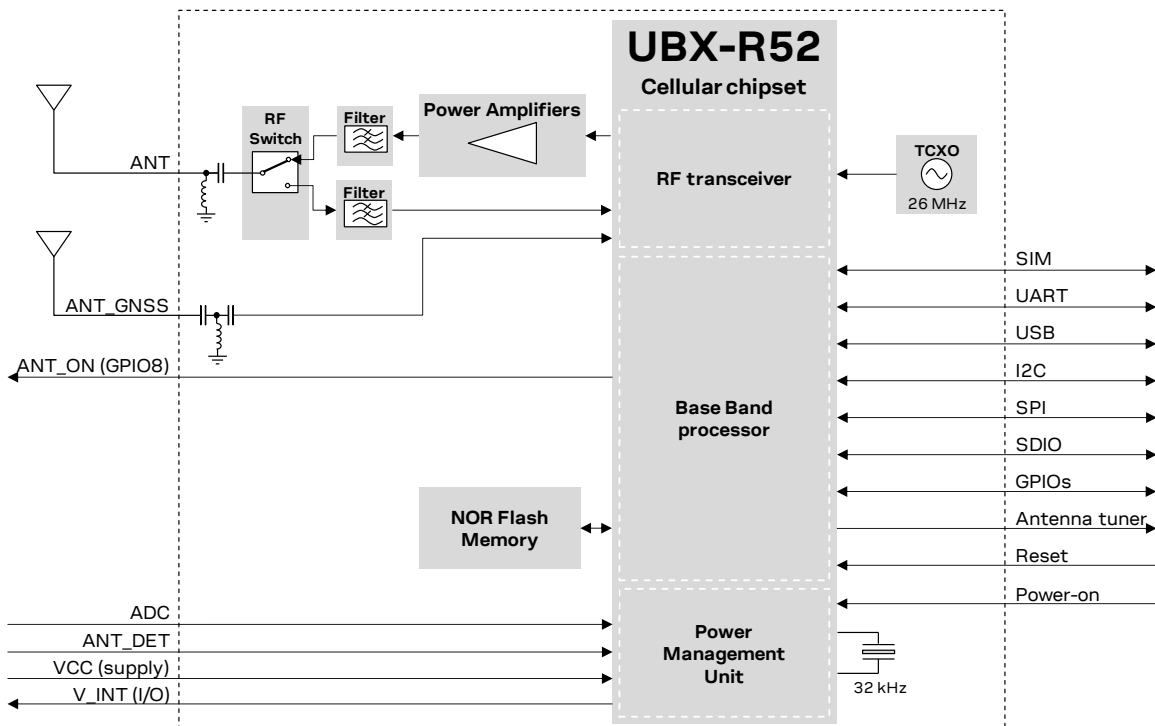 UBX-R52
Cellular chipset
Power Amplifiers
Filter
RF
Switch
ANT
Filter
RF transceiver
TCXO
26 MHz
ANT_GNSS
ANT_ON (GPIO8)
SIM
UART
USB
I2C
SPI
SDIO
GPIOs
Antenna tuner
Reset
Power-on
Base Band
processor
NOR Flash
Memory
ADC
ANT_DET
VCC (supply)
V_INT (I/O)
Power
Management
Unit
32 kHz